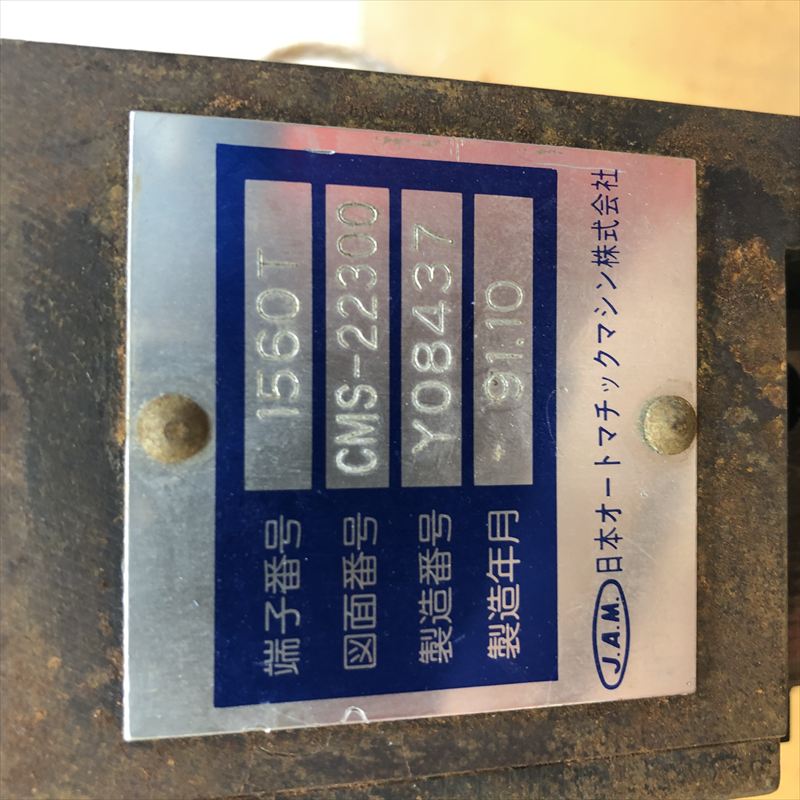 端子番号 1560T
図面番号 CMS-22300
製造番号 Y08437
製造年月 '91.10
J.A.M. 日本オートマチックマシン株式会社